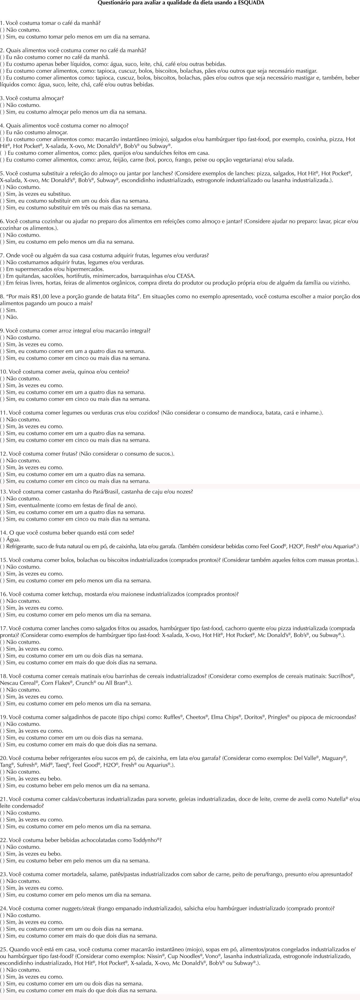 Questionário para avaliar a qualidade da dieta usando a ESQUADA
1. Você costuma tomar o café da manhã?
( ) Não costumo.
( ) Sim, eu costumo tomar pelo menos em um dia na semana.
2. Quais alimentos você costuma comer no café da manhã?
( ) Eu não costumo comer no café da manhã.
( ) Eu costumo apenas beber líquidos, como: água, suco, leite, chá, café e/ou outras bebidas.
( ) Eu costumo comer alimentos, como: tapioca, cuscuz, bolos, biscoitos, bolachas, pães e/ou outros que seja necessário mastigar.
( ) Eu costumo comer alimentos como: tapioca, cuscuz, bolos, biscoitos, bolachas, pães e/ou outros que seja necessário mastigar e, também, beber
líquidos como: água, suco, leite, chá, café e/ou outras bebidas.
3. Você costuma almoçar?
( ) Não costumo.
( ) Sim, eu costumo almoçar pelo menos um dia na semana.
4. Quais alimentos você costuma comer no almoço?
( ) Eu não costumo almoçar.
( ) Eu costumo comer alimentos como: macarrão instantâneo (miojo), salgados e/ou hambúrguer tipo fast-food, por exemplo, coxinha, pizza, Hot
Hit®, Hot Pocket®, X-salada, X-ovo, Mc Donald’s®, Bob’s® ou Subway®.
( ) Eu costumo comer alimentos, como: pães, queijos e/ou sanduíches feitos em casa.
( ) Eu costumo comer alimentos, como: arroz, feijão, carne (boi, porco, frango, peixe ou opção vegetariana) e/ou salada.
5. Você costuma substituir a refeição do almoço ou jantar por lanches? (Considere exemplos de lanches: pizza, salgados, Hot Hit®, Hot Pocket®,
X-salada, X-ovo, Mc Donald’s®, Bob’s®, Subway®, escondidinho industrializado, estrogonofe industrializado ou lasanha industrializada.).
( ) Não costumo.
( ) Sim, às vezes eu substituo.
( ) Sim, eu costumo substituir em um ou dois dias na semana.
( ) Sim, eu costumo substituir em três ou mais dias na semana.
6. Você costuma cozinhar ou ajudar no preparo dos alimentos em refeições como almoço e jantar? (Considere ajudar no preparo: lavar, picar e/ou
cozinhar os alimentos.).
( ) Não costumo.
( ) Sim, eu costumo em pelo menos um dia na semana.
7. Onde você ou alguém da sua casa costuma adquirir frutas, legumes e/ou verduras?
( ) Não costumamos adquirir frutas, legumes e/ou verduras.
( ) Em supermercados e/ou hipermercados.
( ) Em quitandas, sacolões, hortifrutis, minimercados, barraquinhas e/ou CEASA.
( ) Em feiras livres, hortas, feiras de alimentos orgânicos, compra direta do produtor ou produção própria e/ou de alguém da família ou vizinho.
8. “Por mais R$1,00 leve a porção grande de batata frita”. Em situações como no exemplo apresentado, você costuma escolher a maior porção dos
alimentos pagando um pouco a mais?
( ) Sim.
( ) Não.
9. Você costuma comer arroz integral e/ou macarrão integral?
( ) Não costumo.
( ) Sim, às vezes eu como.
( ) Sim, eu costumo comer em um a quatro dias na semana.
( ) Sim, eu costumo comer em cinco ou mais dias na semana.
10. Você costuma comer aveia, quinoa e/ou centeio?
( ) Não costumo.
( ) Sim, às vezes eu como.
( ) Sim, eu costumo comer em um a quatro dias na semana.
( ) Sim, eu costumo comer em cinco ou mais dias na semana.
11. Você costuma comer legumes ou verduras crus e/ou cozidos? (Não considerar o consumo de mandioca, batata, cará e inhame.).
( ) Não costumo.
( ) Sim, às vezes eu como.
( ) Sim, eu costumo comer em um a quatro dias na semana.
( ) Sim, eu costumo comer em cinco ou mais dias na semana.
12. Você costuma comer frutas? (Não considerar o consumo de sucos.).
( ) Não costumo.
( ) Sim, às vezes eu como.
( ) Sim, eu costumo comer em um a quatro dias na semana.
( ) Sim, eu costumo comer em cinco ou mais dias na semana.
13. Você costuma comer castanha do Pará/Brasil, castanha de caju e/ou nozes?
( ) Não costumo.
( ) Sim, eventualmente (como em festas de final de ano).
( ) Sim, eu costumo comer em um a quatro dias na semana.
( ) Sim, eu costumo comer em cinco ou mais dias na semana.
14. O que você costuma beber quando está com sede?
( ) Água.
( ) Refrigerante, suco de fruta natural ou em pó, de caixinha, lata e/ou garrafa. (Também considerar bebidas como Feel Good®, H2O®, Fresh® e/ou Aquarius®.)
15. Você costuma comer bolos, bolachas ou biscoitos industrializados (comprados prontos)? (Considerar também aqueles feitos com massas prontas.).
( ) Não costumo.
( ) Sim, às vezes eu como.
( ) Sim, eu costumo comer em pelo menos um dia na semana.
16. Você costuma comer ketchup, mostarda e/ou maionese industrializados (comprados prontos)?
( ) Não costumo.
( ) Sim, às vezes eu como.
( ) Sim, eu costumo comer em pelo menos um dia na semana.
17. Você costuma comer lanches como salgados fritos ou assados, hambúrguer tipo fast-food, cachorro quente e/ou pizza industrializada (comprada
pronta)? (Considerar como exemplos de hambúrguer tipo fast-food: X-salada, X-ovo, Hot Hit®, Hot Pocket®, Mc Donald’s®, Bob’s®, ou Subway®.).
( ) Não costumo.
( ) Sim, às vezes eu como.
( ) Sim, eu costumo comer em um ou dois dias na semana.
( ) Sim, eu costumo comer em mais do que dois dias na semana.
18. Você costuma comer cereais matinais e/ou barrinhas de cereais industrializados? (Considerar como exemplos de cereais matinais: Sucrilhos®,
Nescau Cereal®, Corn Flakes®, Crunch® ou All Bran®.).
( ) Não costumo.
( ) Sim, às vezes eu como.
( ) Sim, eu costumo comer em pelo menos um dia na semana.
19. Você costuma comer salgadinhos de pacote (tipo chips) como: Ruffles®, Cheetos®, Elma Chips®, Doritos®, Pringles® ou pipoca de microondas?
( ) Não costumo.
( ) Sim, às vezes eu como.
( ) Sim, eu costumo comer em um ou dois dias na semana.
( ) Sim, eu costumo comer em mais do que dois dias na semana.
20. Você costuma beber refrigerantes e/ou sucos em pó, de caixinha, em lata e/ou garrafa? (Considerar como exemplos: Del Valle®, Maguary®,
Tang®, Sufresh®, Mid®, Taeq®, Feel Good®, H2O®, Fresh® ou Aquarius®.).
( ) Não costumo.
( ) Sim, às vezes eu bebo.
( ) Sim, eu costumo beber em pelo menos um dia na semana.
21. Você costuma comer caldas/coberturas industrializadas para sorvete, geleias industrializadas, doce de leite, creme de avelã como Nutella® e/ou
leite condensado?
( ) Não costumo.
( ) Sim, às vezes eu como.
( ) Sim, eu costumo comer em pelo menos um dia na semana.
22. Você costuma beber bebidas achocolatadas como Toddynho®?
( ) Não costumo.
( ) Sim, às vezes eu bebo.
( ) Sim, eu costumo beber em pelo menos um dia na semana.
23. Você costuma comer mortadela, salame, patês/pastas industrializados com sabor de carne, peito de peru/frango, presunto e/ou apresuntado?
( ) Não costumo.
( ) Sim, às vezes eu como.
( ) Sim, eu costumo comer em pelo menos um dia na semana.
24. Você costuma comer nuggets/steak (frango empanado industrializado), salsicha e/ou hambúrguer industrializado (comprado pronto)?
( ) Não costumo.
( ) Sim, às vezes eu como.
( ) Sim, eu costumo comer em um ou dois dias na semana.
( ) Sim, eu costumo comer em mais do que dois dias na semana.
25. Quando você está em casa, você costuma comer macarrão instantâneo (miojo), sopas em pó, alimentos/pratos congelados industrializados e/
ou hambúrguer tipo fast-food? (Considerar como exemplos: Nissin®, Cup Noodles®, Vono®, lasanha industrializada, estrogonofe industrializado,
escondidinho industrializado, Hot Hit®, Hot Pocket®, X-salada, X-ovo, Mc Donald’s®, Bob’s® ou Subway®.).
( ) Não costumo.
( ) Sim, às vezes eu como.
( ) Sim, eu costumo comer em um ou dois dias na semana.
( ) Sim, eu costumo comer em mais do que dois dias na semana.